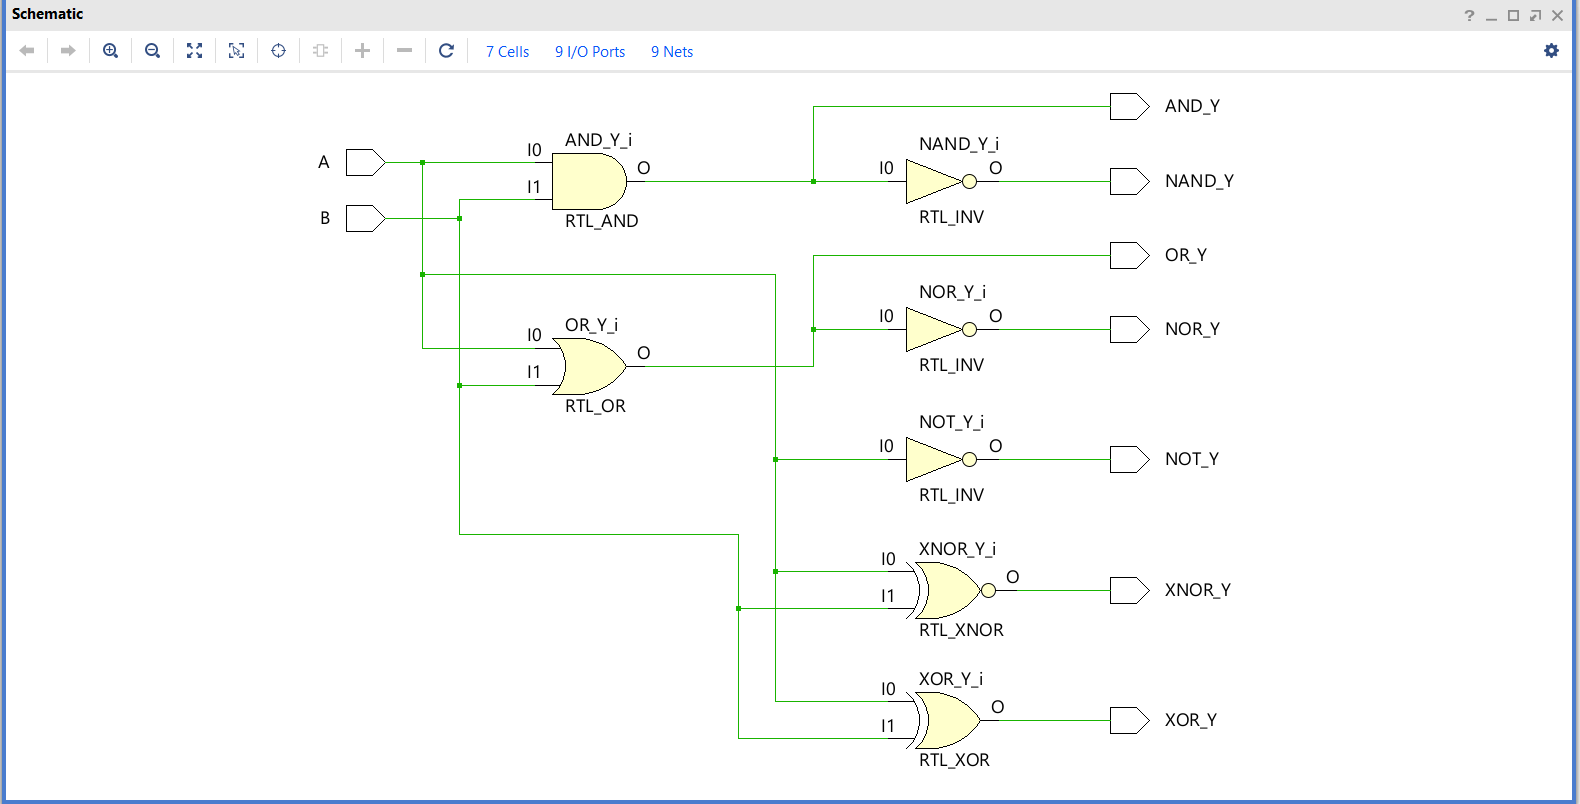 Schematic
7 Cells 9 I/O Ports 9 Nets
AND_Y
AND_Y_i
NAND_Y_i
A
I0
O
I0
O
I1
NAND_Y
B
RTL_AND
RTL_INV
OR_Y
NOR_Y_i
OR_Y_i
I0
O
I0
NOR_Y
O
I1
RTL_INV
RTL_OR
NOT_Y_i
I0
O
NOT_Y
RTL_INV
XNOR_Y_i
I0
O
I1
XNOR_Y
RTL_XNOR
XOR_Y_i
I0
O
I1
XOR_Y
RTL_XOR